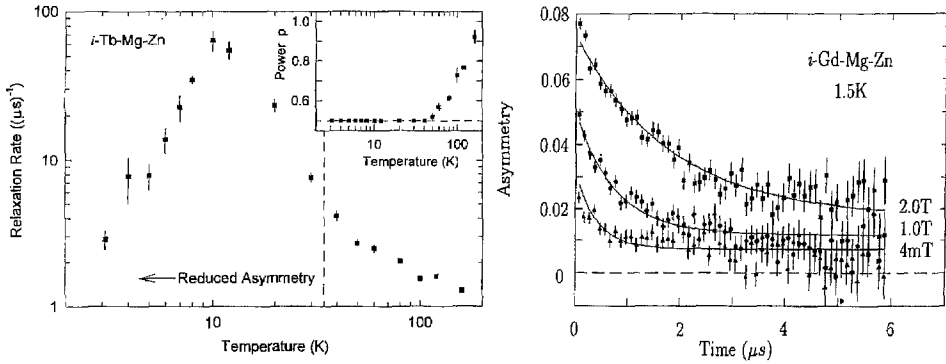 i-Tb-Mg-Zn
Relaxation Rate ((μs)⁻¹)
100
10
1
10
100
Temperature (K)
Reduced Asymmetry
Power p
1.0
0.8
0.6
10
100
Temperature (K)
i-Gd-Mg-Zn
1.5K
Asymmetry
0.08
0.06
0.04
0.02
0
2.0T
1.0T
4mT
0
2
4
6
Time (μs)